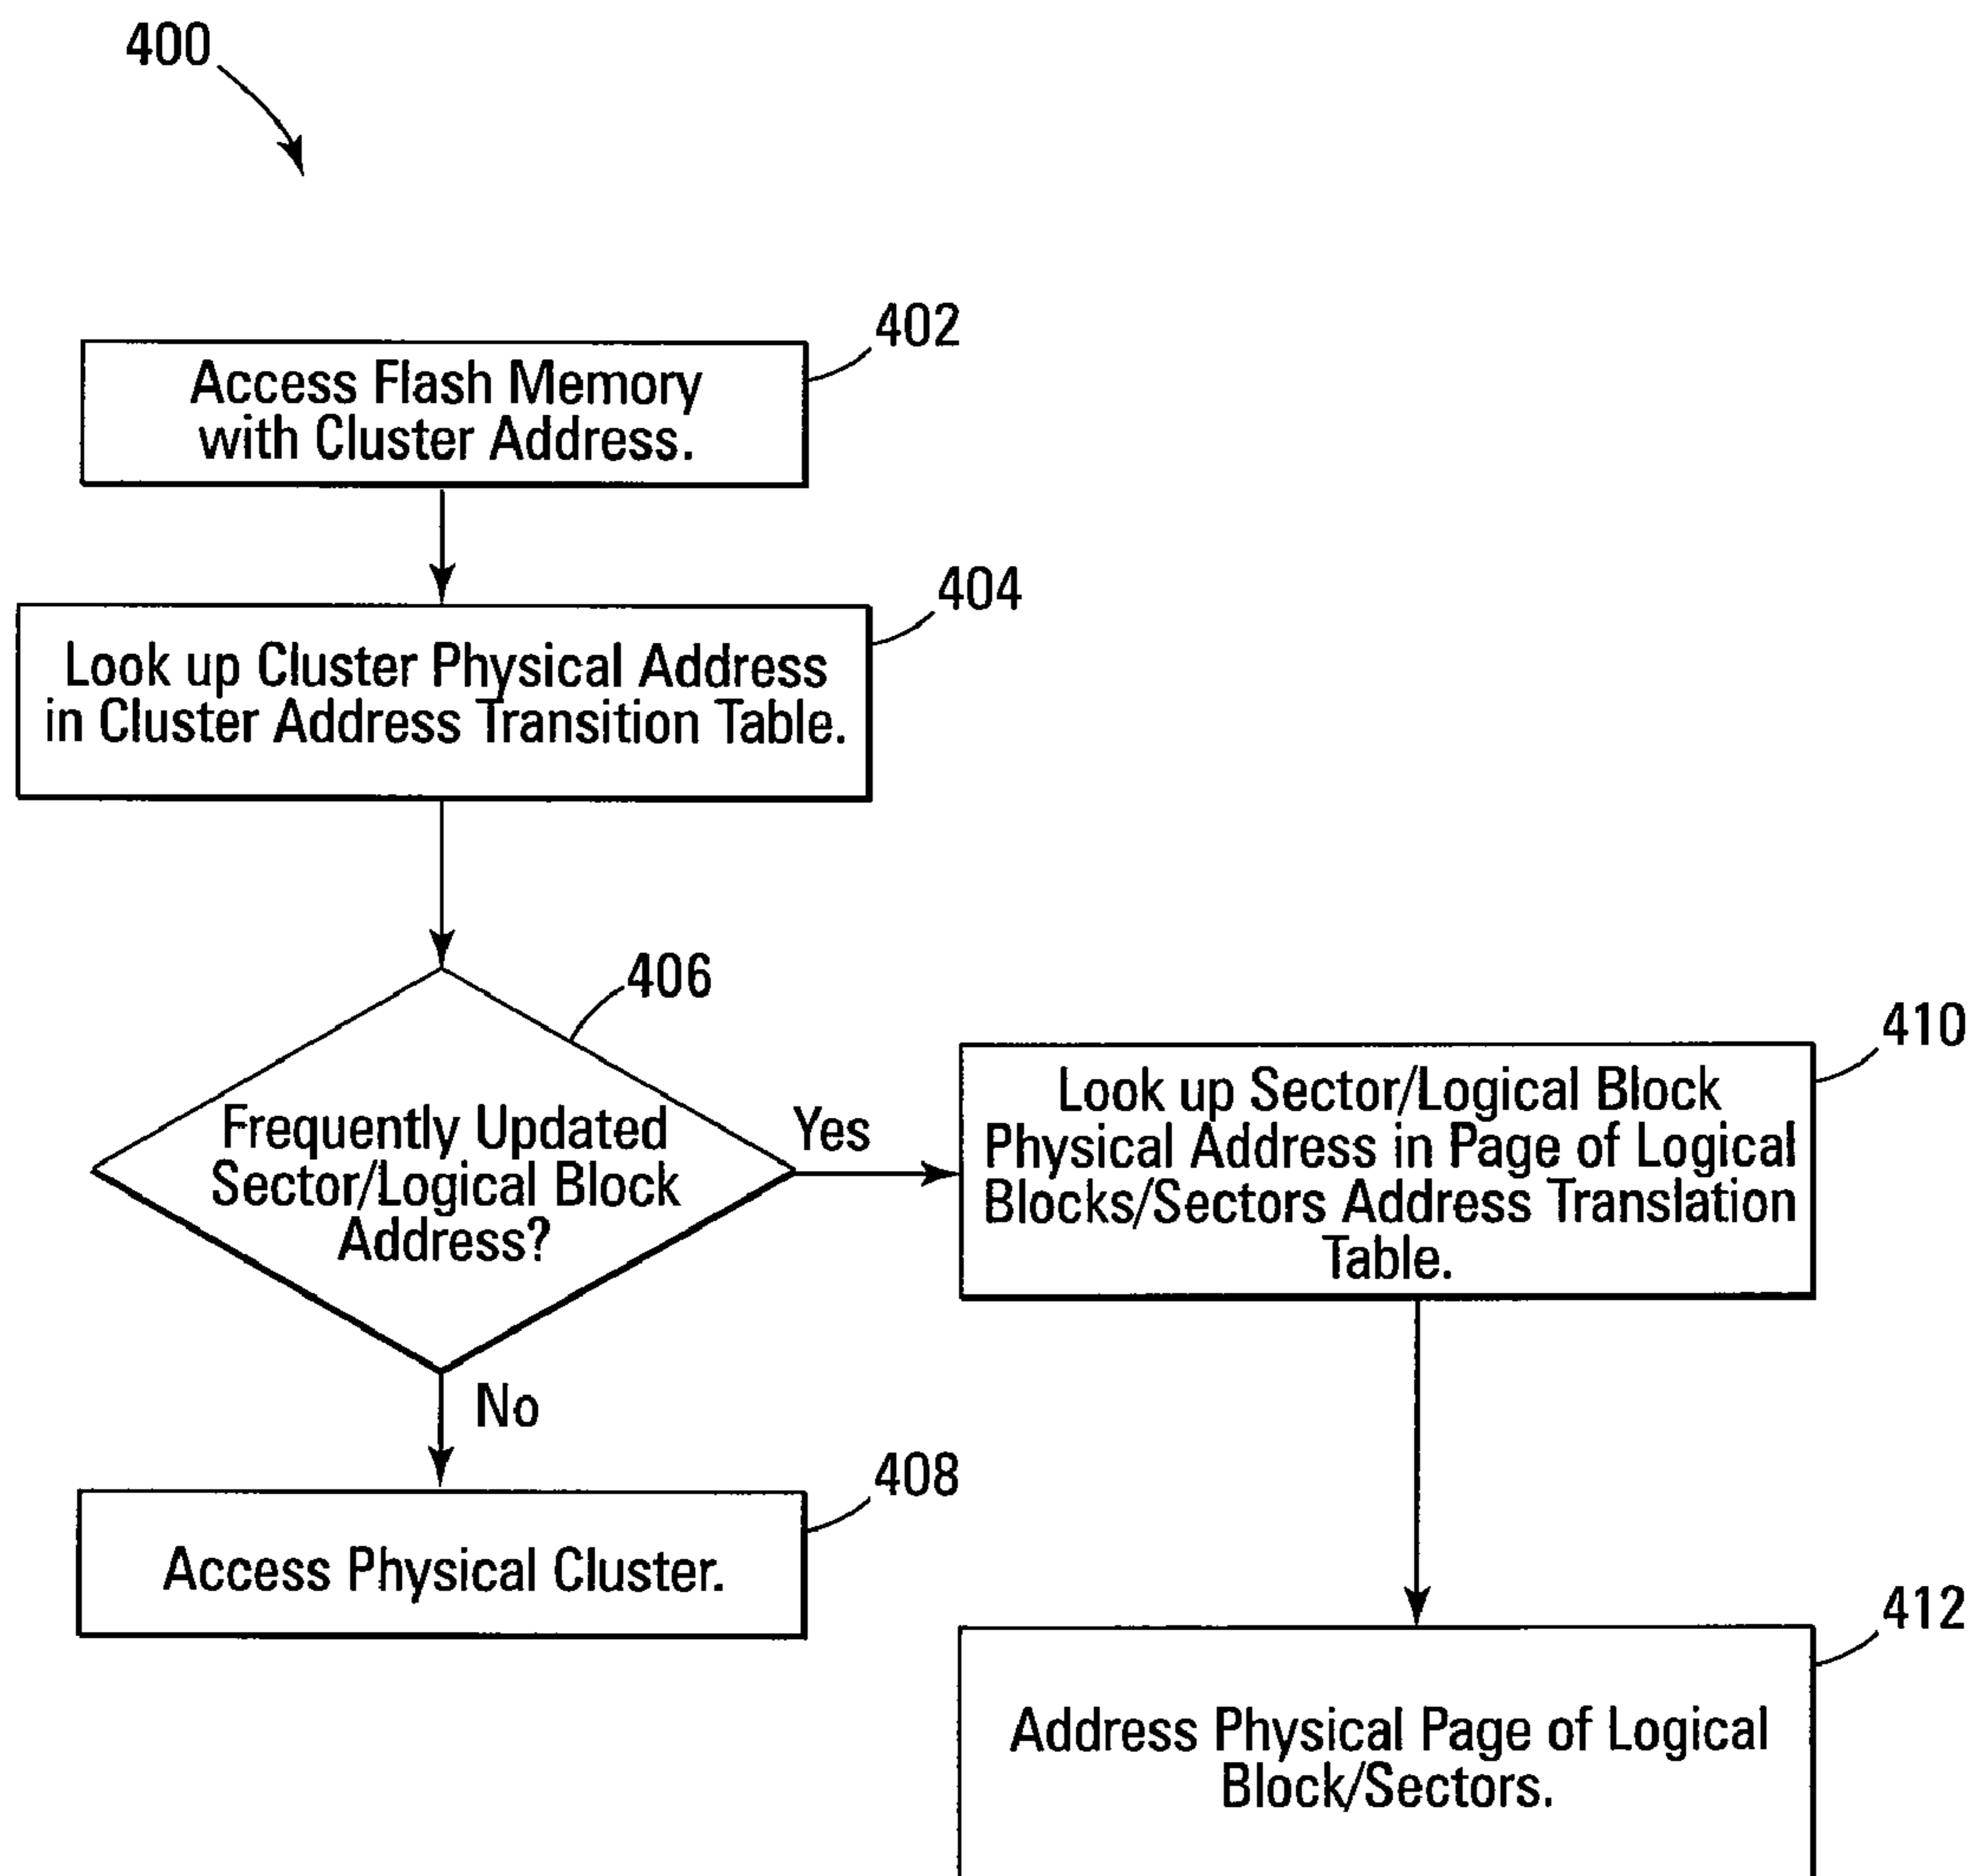 400
402
Access Flash Memory
with Cluster Address.
404
Look up Cluster Physical Address
in Cluster Address Transition Table.
406
Frequently Updated
Sector/Logical Block
Address?
Yes
No
410
Look up Sector/Logical Block
Physical Address in Page of Logical
Blocks/Sectors Address Translation
Table.
408
Access Physical Cluster.
412
Address Physical Page of Logical
Block/Sectors.